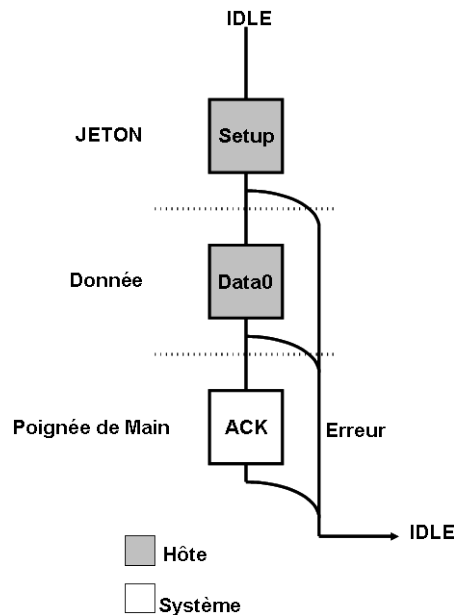 IDLE
JETON
Setup
Donnée
Data0
Poignée de Main
ACK
Erreur
IDLE
Hôte
Système